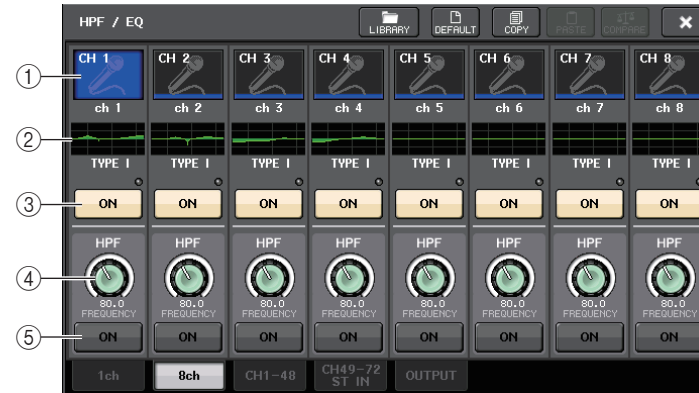 HPF / EQ
LIBRARY DEFAULT COPY PASTE COMPARE
① CH 1 CH 2 CH 3 CH 4 CH 5 CH 6 CH 7 CH 8
ch 1 ch 2 ch 3 ch 4 ch 5 ch 6 ch 7 ch 8
②
TYPE I TYPE I TYPE I TYPE I TYPE I TYPE I TYPE I TYPE I
③ ON ON ON ON ON ON ON ON
HPF HPF HPF HPF HPF HPF HPF HPF
④
80.0 80.0 80.0 80.0 80.0 80.0 80.0 80.0
FREQUENCY FREQUENCY FREQUENCY FREQUENCY FREQUENCY FREQUENCY FREQUENCY FREQUENCY
⑤ ON ON ON ON ON ON ON ON
1ch 8ch CH1-48 CH49-72 OUTPUT
ST IN